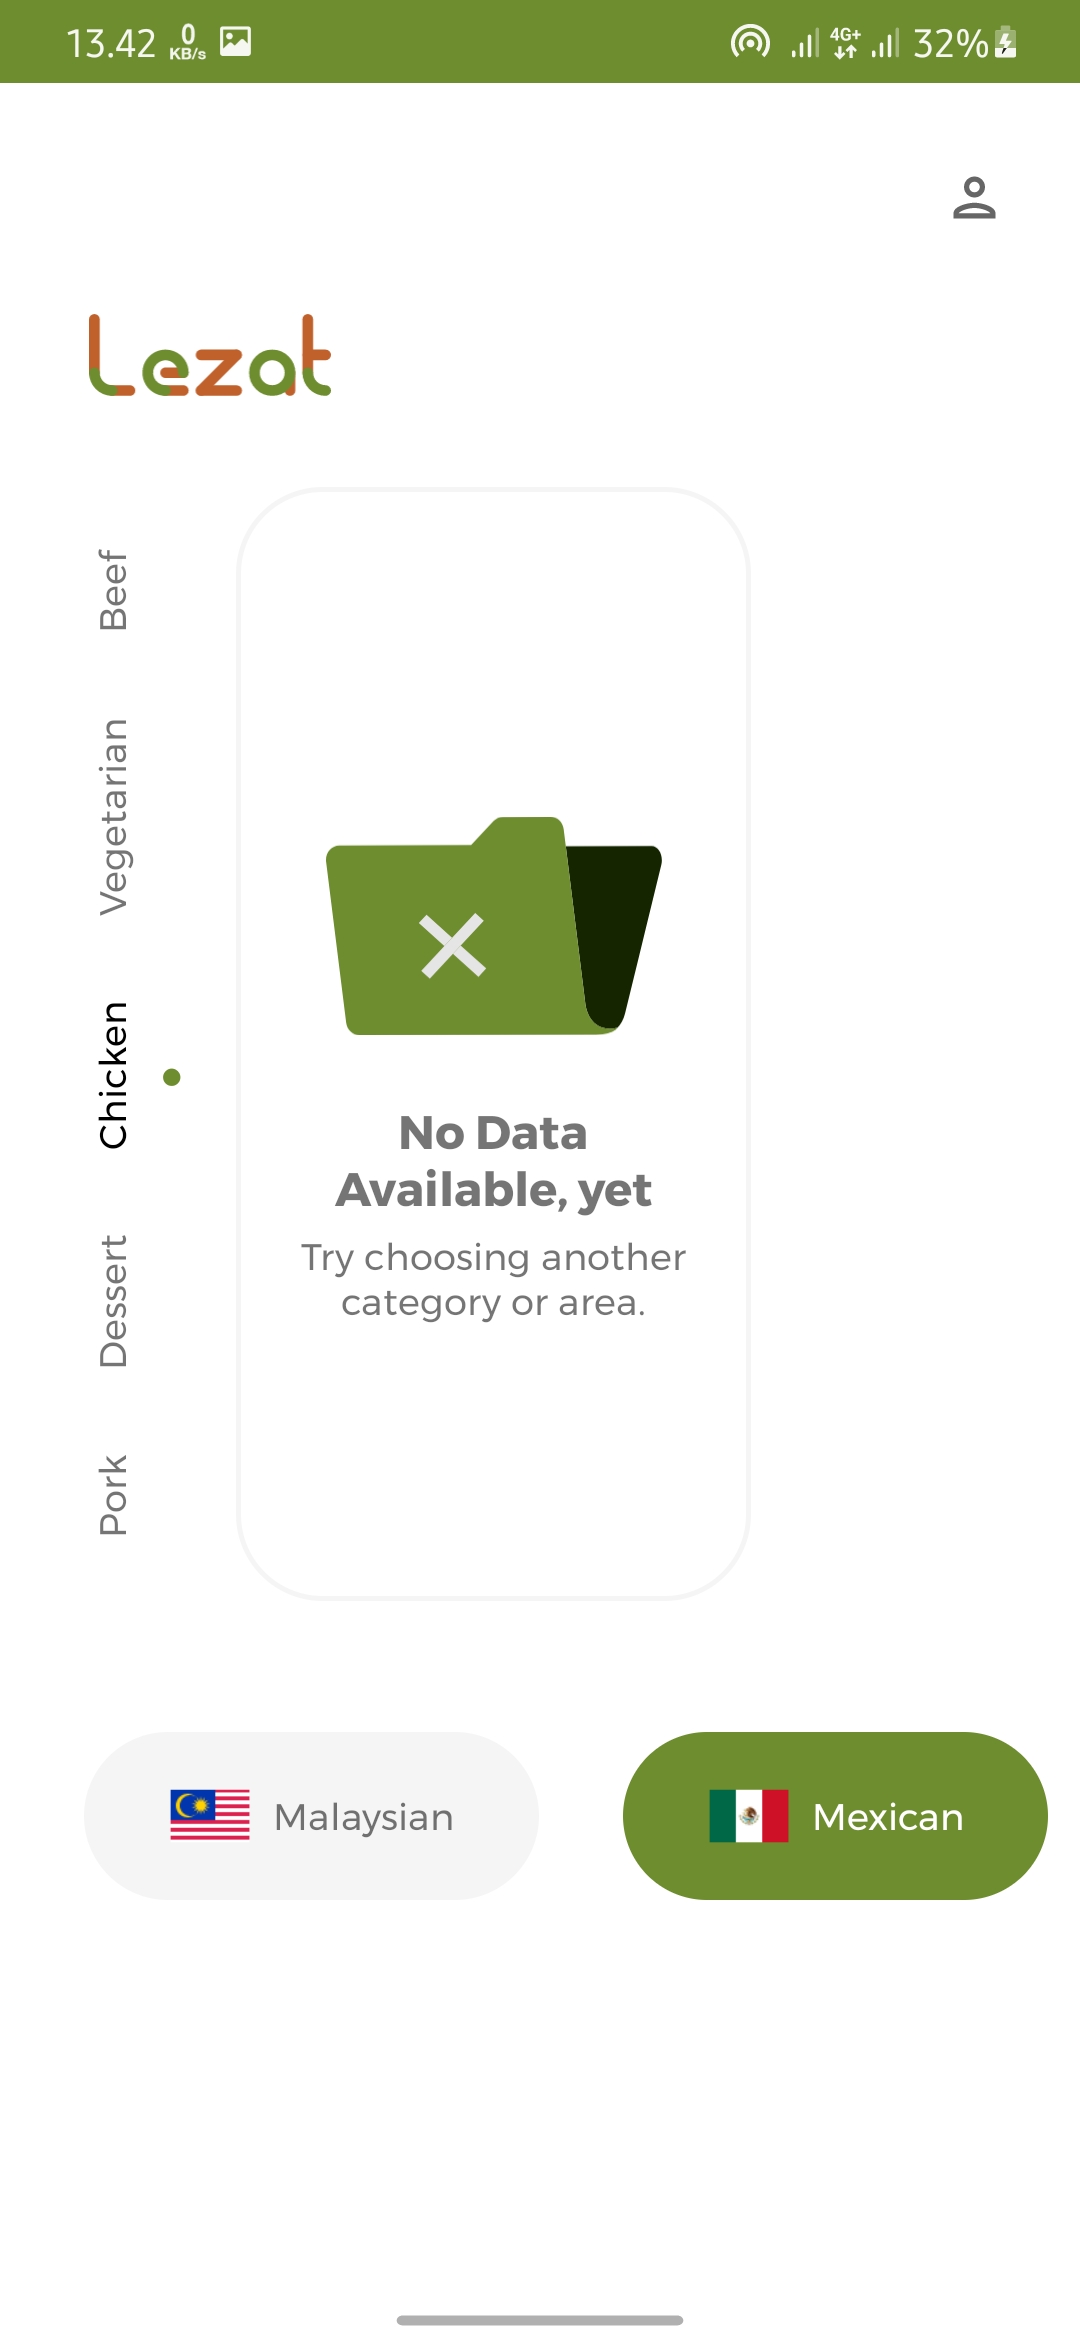 13.42 0 KB/s 4G+ 32%
Lezat
Beef
Vegetarian
Chicken
Dessert
Pork
No Data
Available, yet
Try choosing another
category or area.
Malaysian Mexican